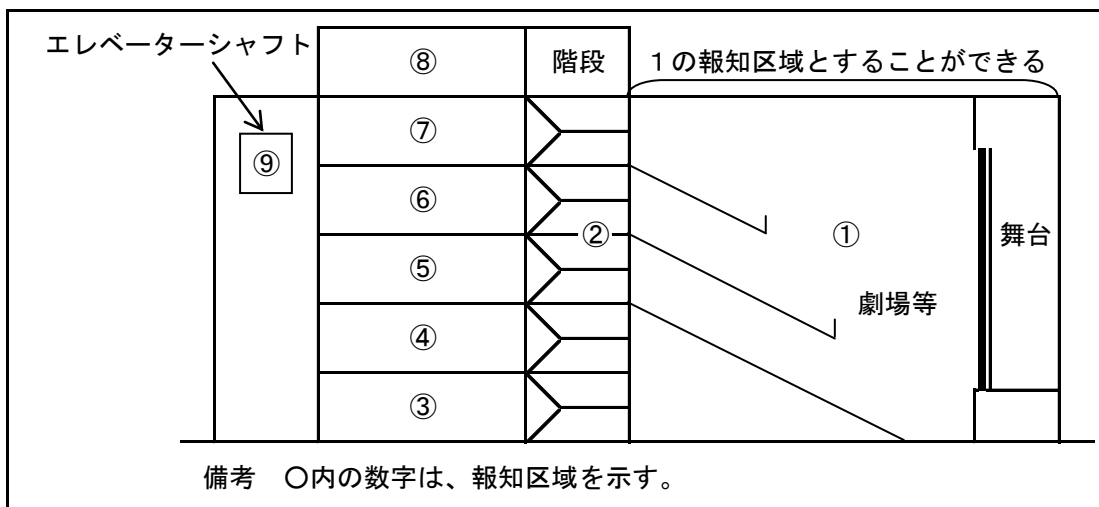 エレベーターシャフト
⑧
階段
１の報知区域とすることができる
⑦
⑨
⑥
②
①
舞台
⑤
劇場等
④
③
備考　〇内の数字は、報知区域を示す。